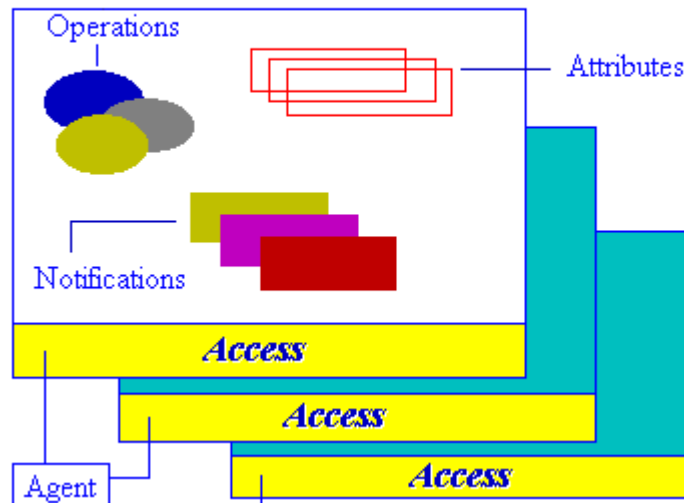 Operations
Attributes
Notifications
Access
Access
Access
Agent